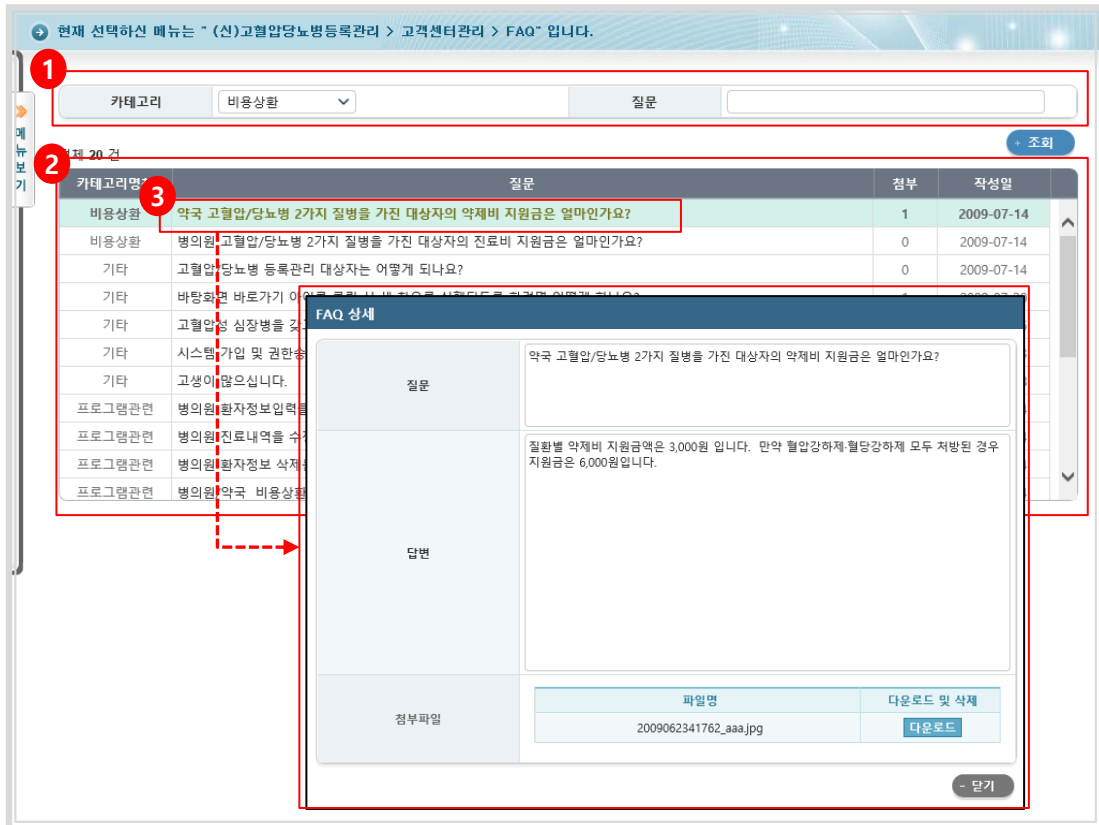 현재 선택하신 메뉴는 " (신)고혈압당뇨병등록관리 > 고객센터관리 > FAQ" 입니다.
1
카테고리 비용상환 질문
메뉴보기
+ 조회
20 건
2
카테고리명 질문 첨부 작성일
3
비용상환 약국 고혈압/당뇨병 2가지 질병을 가진 대상자의 약제비 지원금은 얼마인가요? 1 2009-07-14
비용상환 병의원 고혈압/당뇨병 2가지 질병을 가진 대상자의 진료비 지원금은 얼마인가요? 0 2009-07-14
기타 고혈압/당뇨병 등록관리 대상자는 어떻게 되나요? 0 2009-07-14
기타 바탕화면 바로가기
기타 고혈압성 심장병을
기타 시스템 가입 및
기타 고생이 많으십니다.
프로그램관련 병의원 환자정보입력을
프로그램관련 병의원 진료내역을
프로그램관련 병의원 환자정보
프로그램관련 병의원/약국 비용상환
FAQ 상세
질문 약국 고혈압/당뇨병 2가지 질병을 가진 대상자의 약제비 지원금은 얼마인가요?
답변 질환별 약제비 지원금액은 3,000원 입니다. 만약 혈압강하제·혈당강하제 모두 처방된 경우
지원금은 6,000원입니다.
첨부파일 파일명 다운로드 및 삭제
2009062341762_aaa.jpg 다운로드
- 닫기